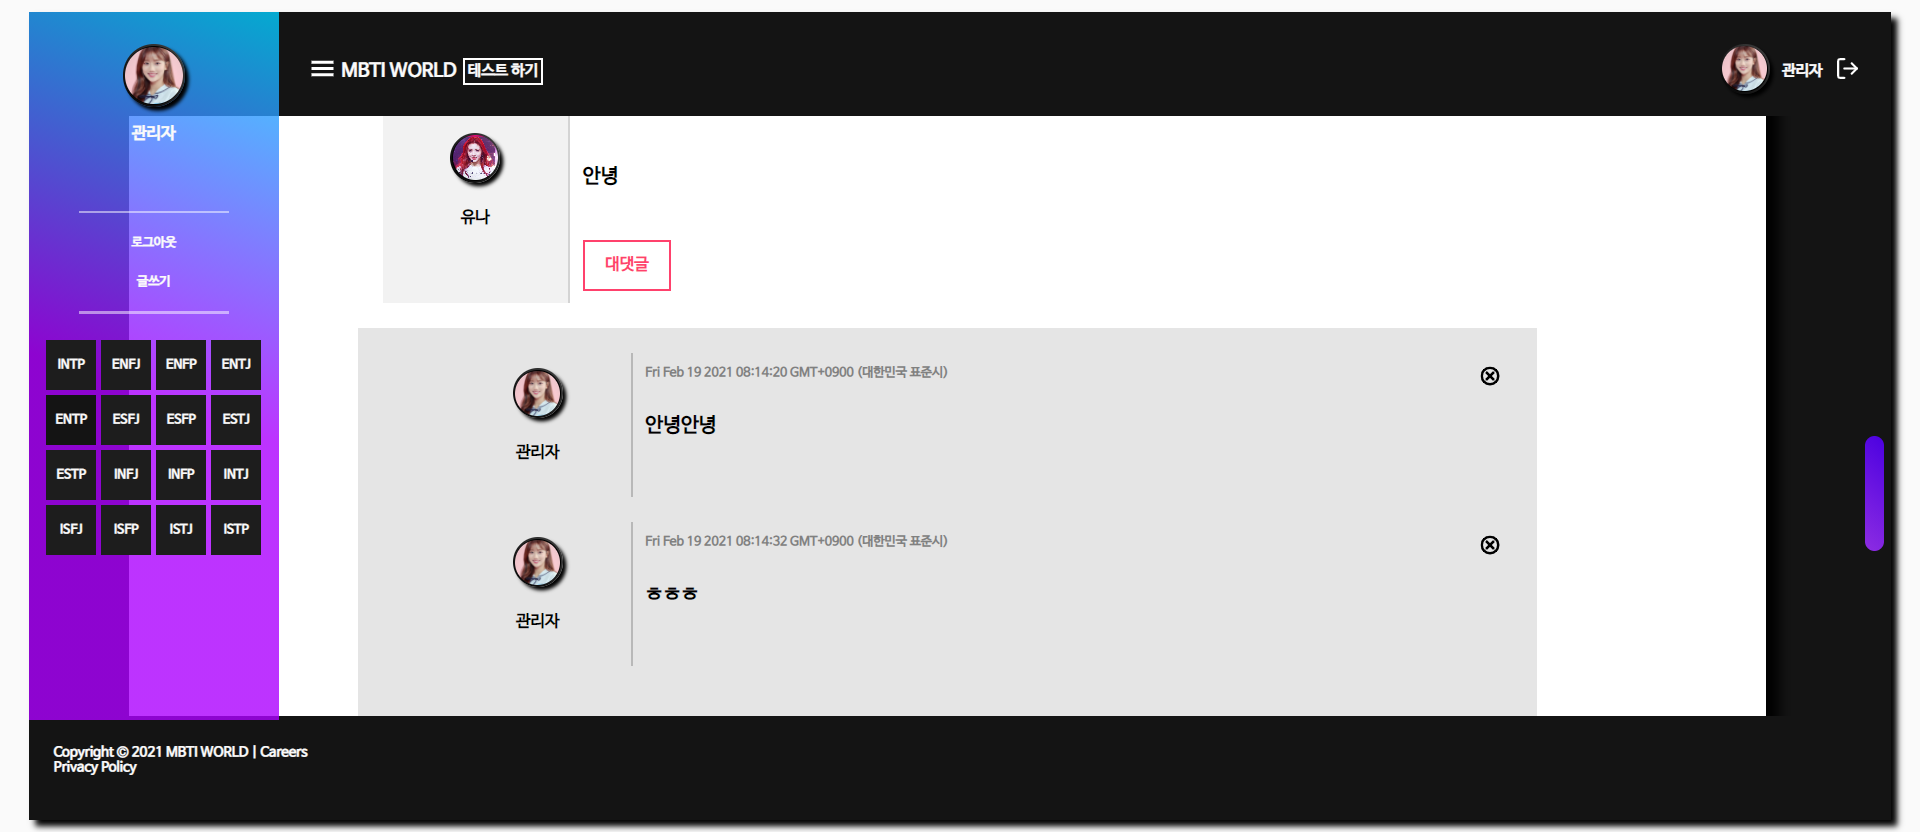 MBTI WORLD 테스트 하기
관리자
관리자
로그아웃
글쓰기
INTP ENFJ ENFP ENTJ
ENTP ESFJ ESFP ESTJ
ESTP INFJ INFP INTJ
ISFJ ISFP ISTJ ISTP
유나
안녕
대댓글
관리자
Fri Feb 19 2021 08:14:20 GMT+0900 (대한민국 표준시)
안녕안녕
관리자
Fri Feb 19 2021 08:14:32 GMT+0900 (대한민국 표준시)
ㅎㅎㅎ
Copyright © 2021 MBTI WORLD | Careers
Privacy Policy